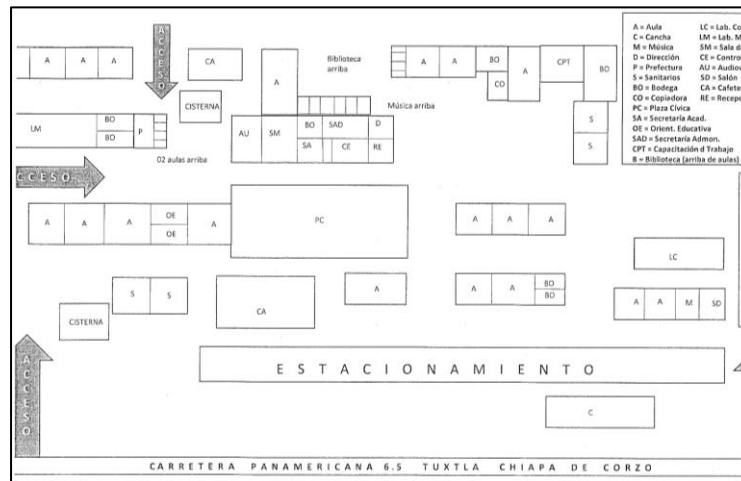 ACCESO
A A A
CA
Biblioteca
arriba
A
A A BO A CPT BO
CO
CISTERNA
Música arriba
LM BO P
BO
AU SM BO SAD D
SA CE RE
S
S
02 aulas arriba
CCESO
A A A OE A
OE
PC
A A A
LC
S S
CISTERNA
CA
A
A A BO
BO
A A M SD
ACCESO
ESTACIONAMIENTO
C
CARRETERA PANAMERICANA 6.5 TUXTLA CHIAPA DE CORZO
A = Aula LC = Lab. Co
C = Cancha LM = Lab. M
M = Música SM = Sala d
D = Dirección CE = Contro
P = Prefectura AU = Audiov
S = Sanitarios SD = Salón
BO = Bodega CA = Cafete
CO = Copiadora RE = Recep
PC = Plaza Cívica
SA = Secretaría Acad.
OE = Orient. Educativa
SAD = Secretaría Admon.
CPT = Capacitación d Trabajo
B = Biblioteca (arriba de aulas)